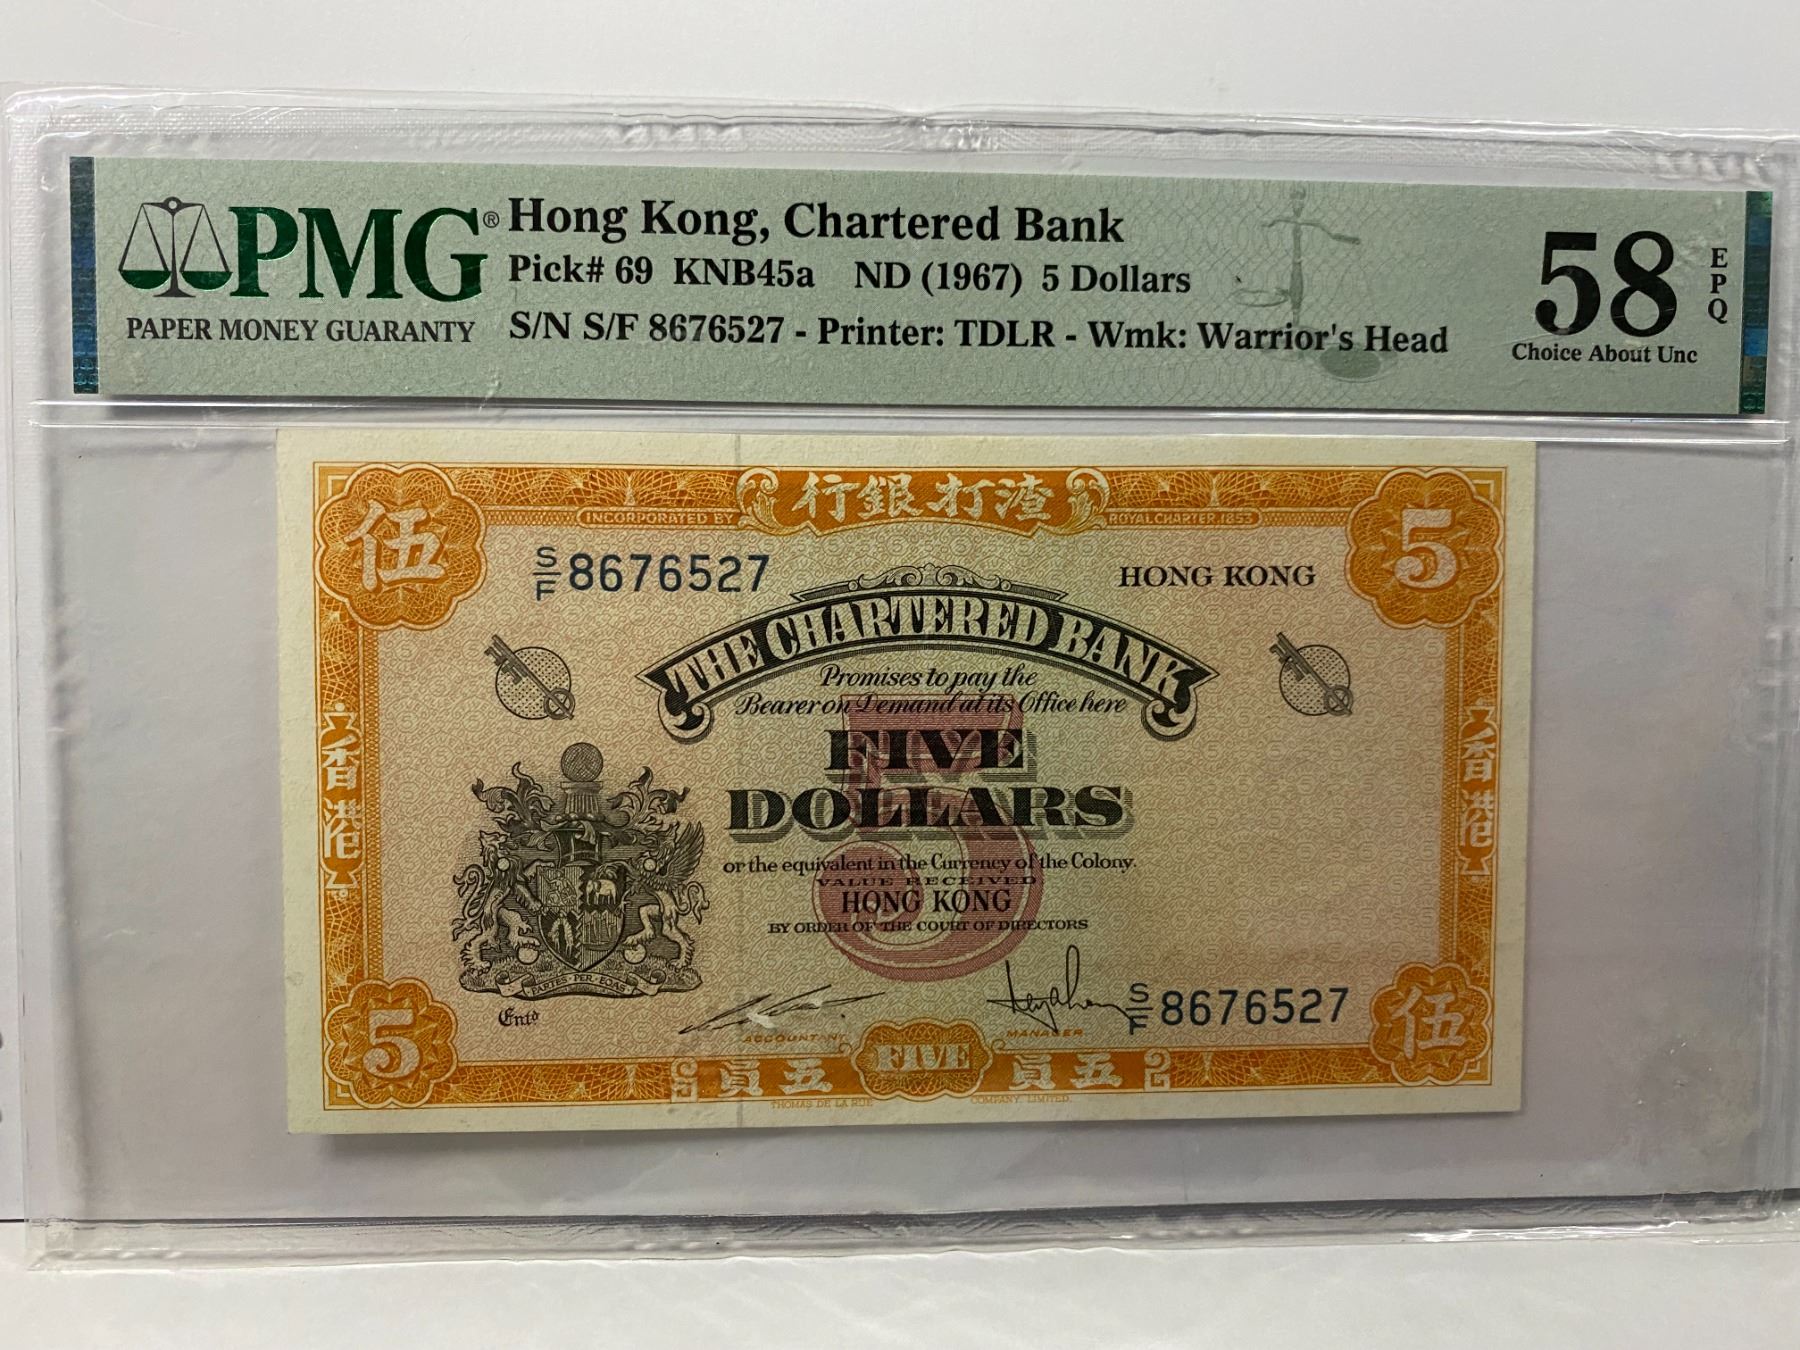 PMG® Hong Kong, Chartered Bank
Pick# 69 KNB45a ND (1967) 5 Dollars
PAPER MONEY GUARANTY S/N S/F 8676527 - Printer: TDLR - Wmk: Warrior's Head
58 EPQ
Choice About Unc
伍 行銀打渣 5
INCORPORATED BY ROYAL CHARTER 1853
S/F 8676527 HONG KONG
THE CHARTERED BANK
Promises to pay the
Bearer on Demand at its Office here
FIVE
DOLLARS
5
or the equivalent in the Currency of the Colony.
VALUE RECEIVED
HONG KONG
BY ORDER OF THE COURT OF DIRECTORS
香港
香港
PARTES·PER·EOAS
Entd
S/F 8676527
ACCOUNTANT MANAGER
5 員五 FIVE 員五 伍
THOMAS DE LA RUE COMPANY, LIMITED.